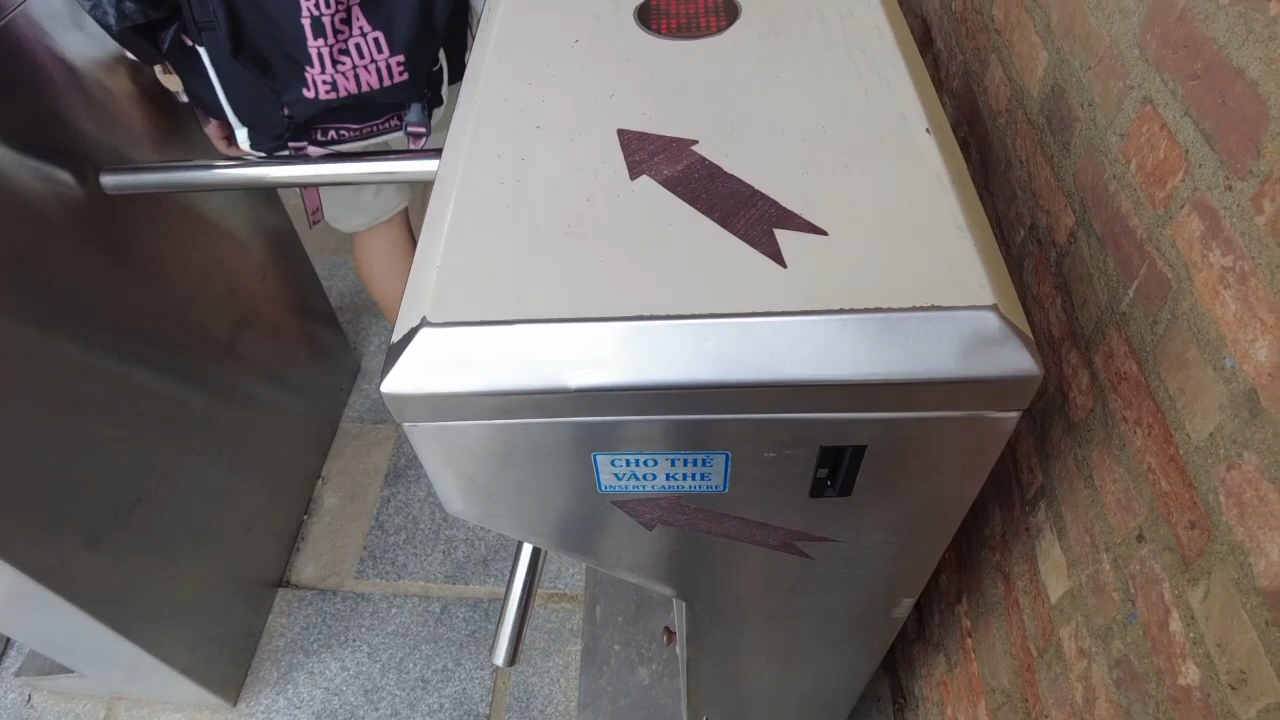 ROSÉ
LISA
JISOO
JENNIE
BLACKPINK
CHO THẺ
VÀO KHE
INSERT CARD HERE